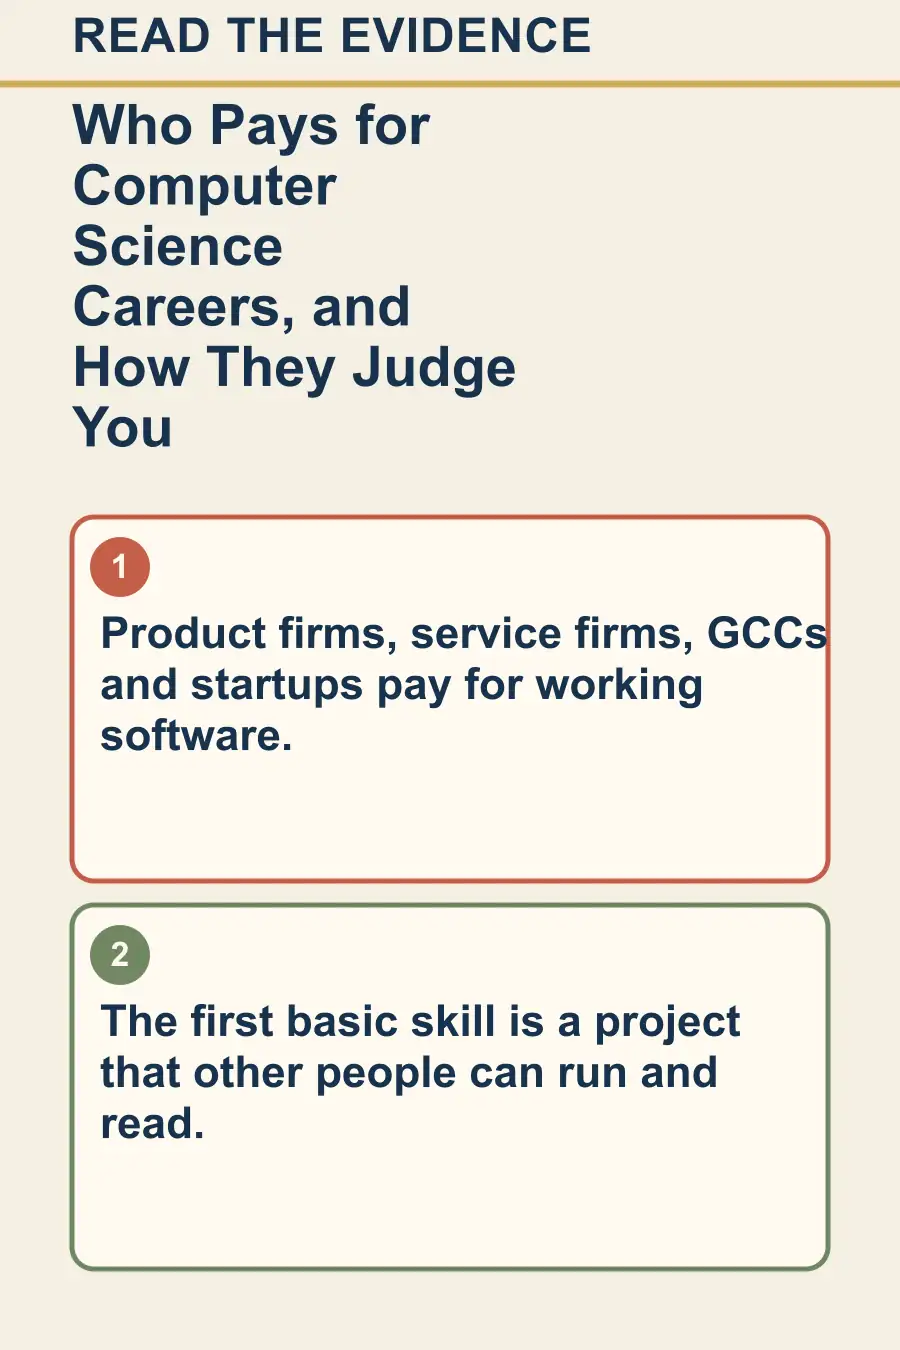 READ THE EVIDENCE
Who Pays for
Computer
Science
Careers, and
How They Judge
You
1
Product firms, service firms, GCCs
and startups pay for working
software.
2
The first basic skill is a project
that other people can run and
read.